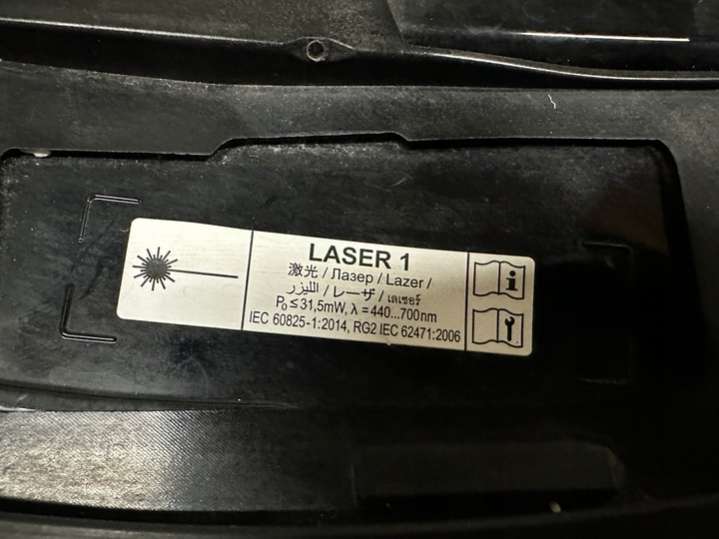 LASER 1
激光 / Лазер / Lazer /
الليزر / レーザ / เลเซอร์
P₀ ≤ 31,5mW, λ = 440...700nm
IEC 60825-1:2014, RG2 IEC 62471:2006
i